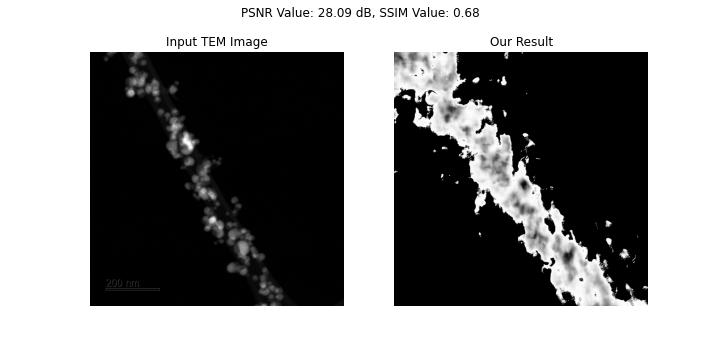 PSNR Value: 28.09 dB, SSIM Value: 0.68
Input TEM Image
Our Result
200 nm